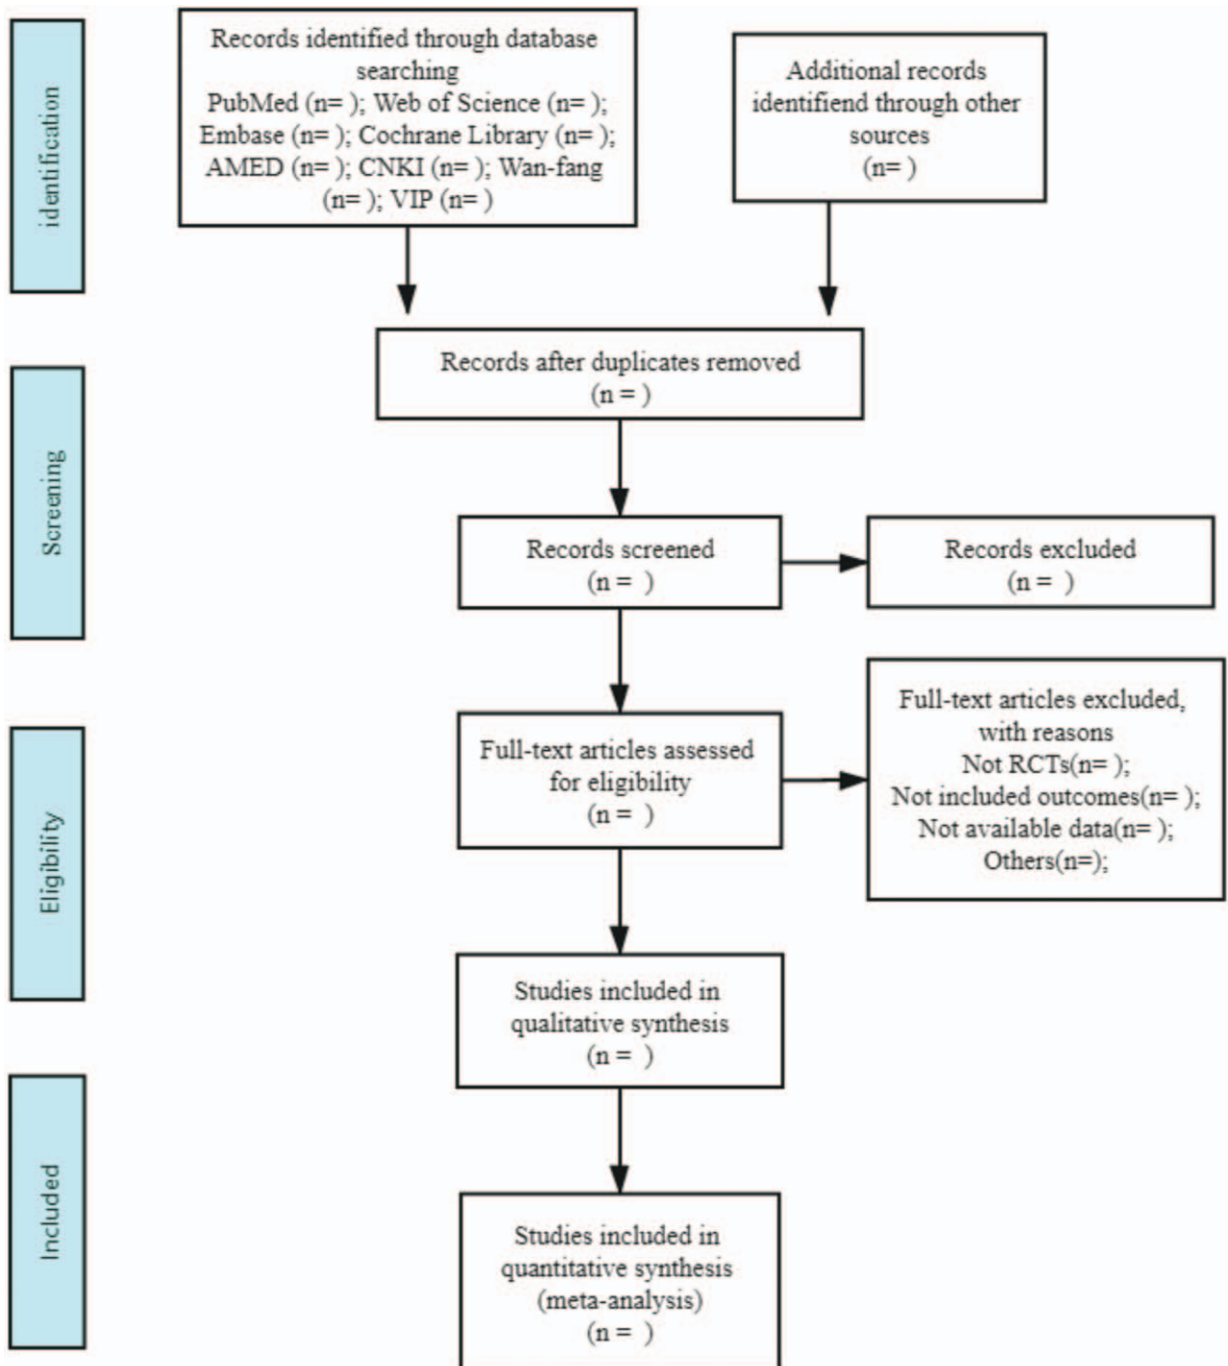 identification
Records identified through database
searching
PubMed (n= ); Web of Science (n= );
Embase (n= ); Cochrane Library (n= );
AMED (n= ); CNKI (n= ); Wan-fang
(n= ); VIP (n= )
Additional records
identifiend through other
sources
(n= )
Records after duplicates removed
(n = )
Screening
Records screened
(n =  )
Records excluded
(n =  )
Eligibility
Full-text articles assessed
for eligibility
(n =  )
Full-text articles excluded,
with reasons
Not RCTs(n= );
Not included outcomes(n= );
Not available data(n= );
Others(n=);
Studies included in
qualitative synthesis
(n =  )
Included
Studies included in
quantitative synthesis
(meta-analysis)
(n =  )